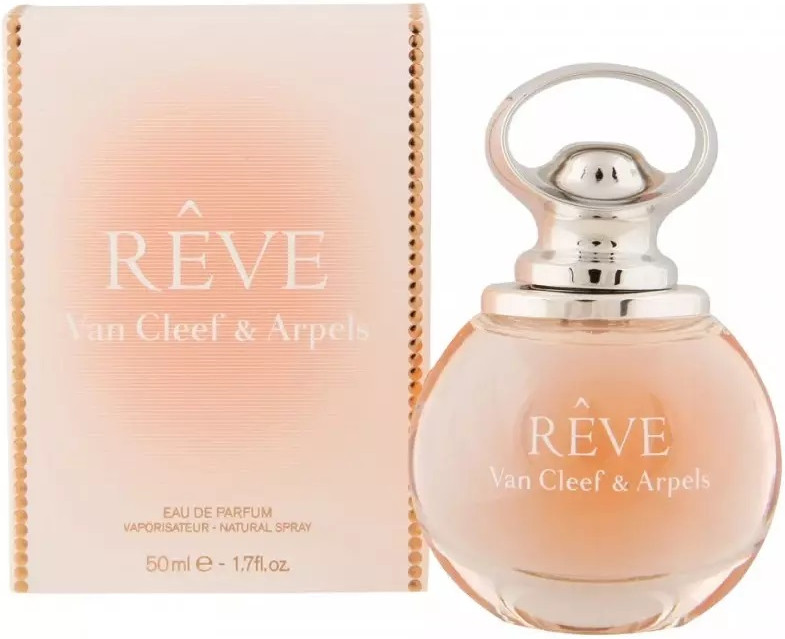 RÊVE
Van Cleef & Arpels
EAU DE PARFUM
VAPORISATEUR - NATURAL SPRAY
50ml e - 1.7fl.oz.
RÊVE
Van Cleef & Arpels